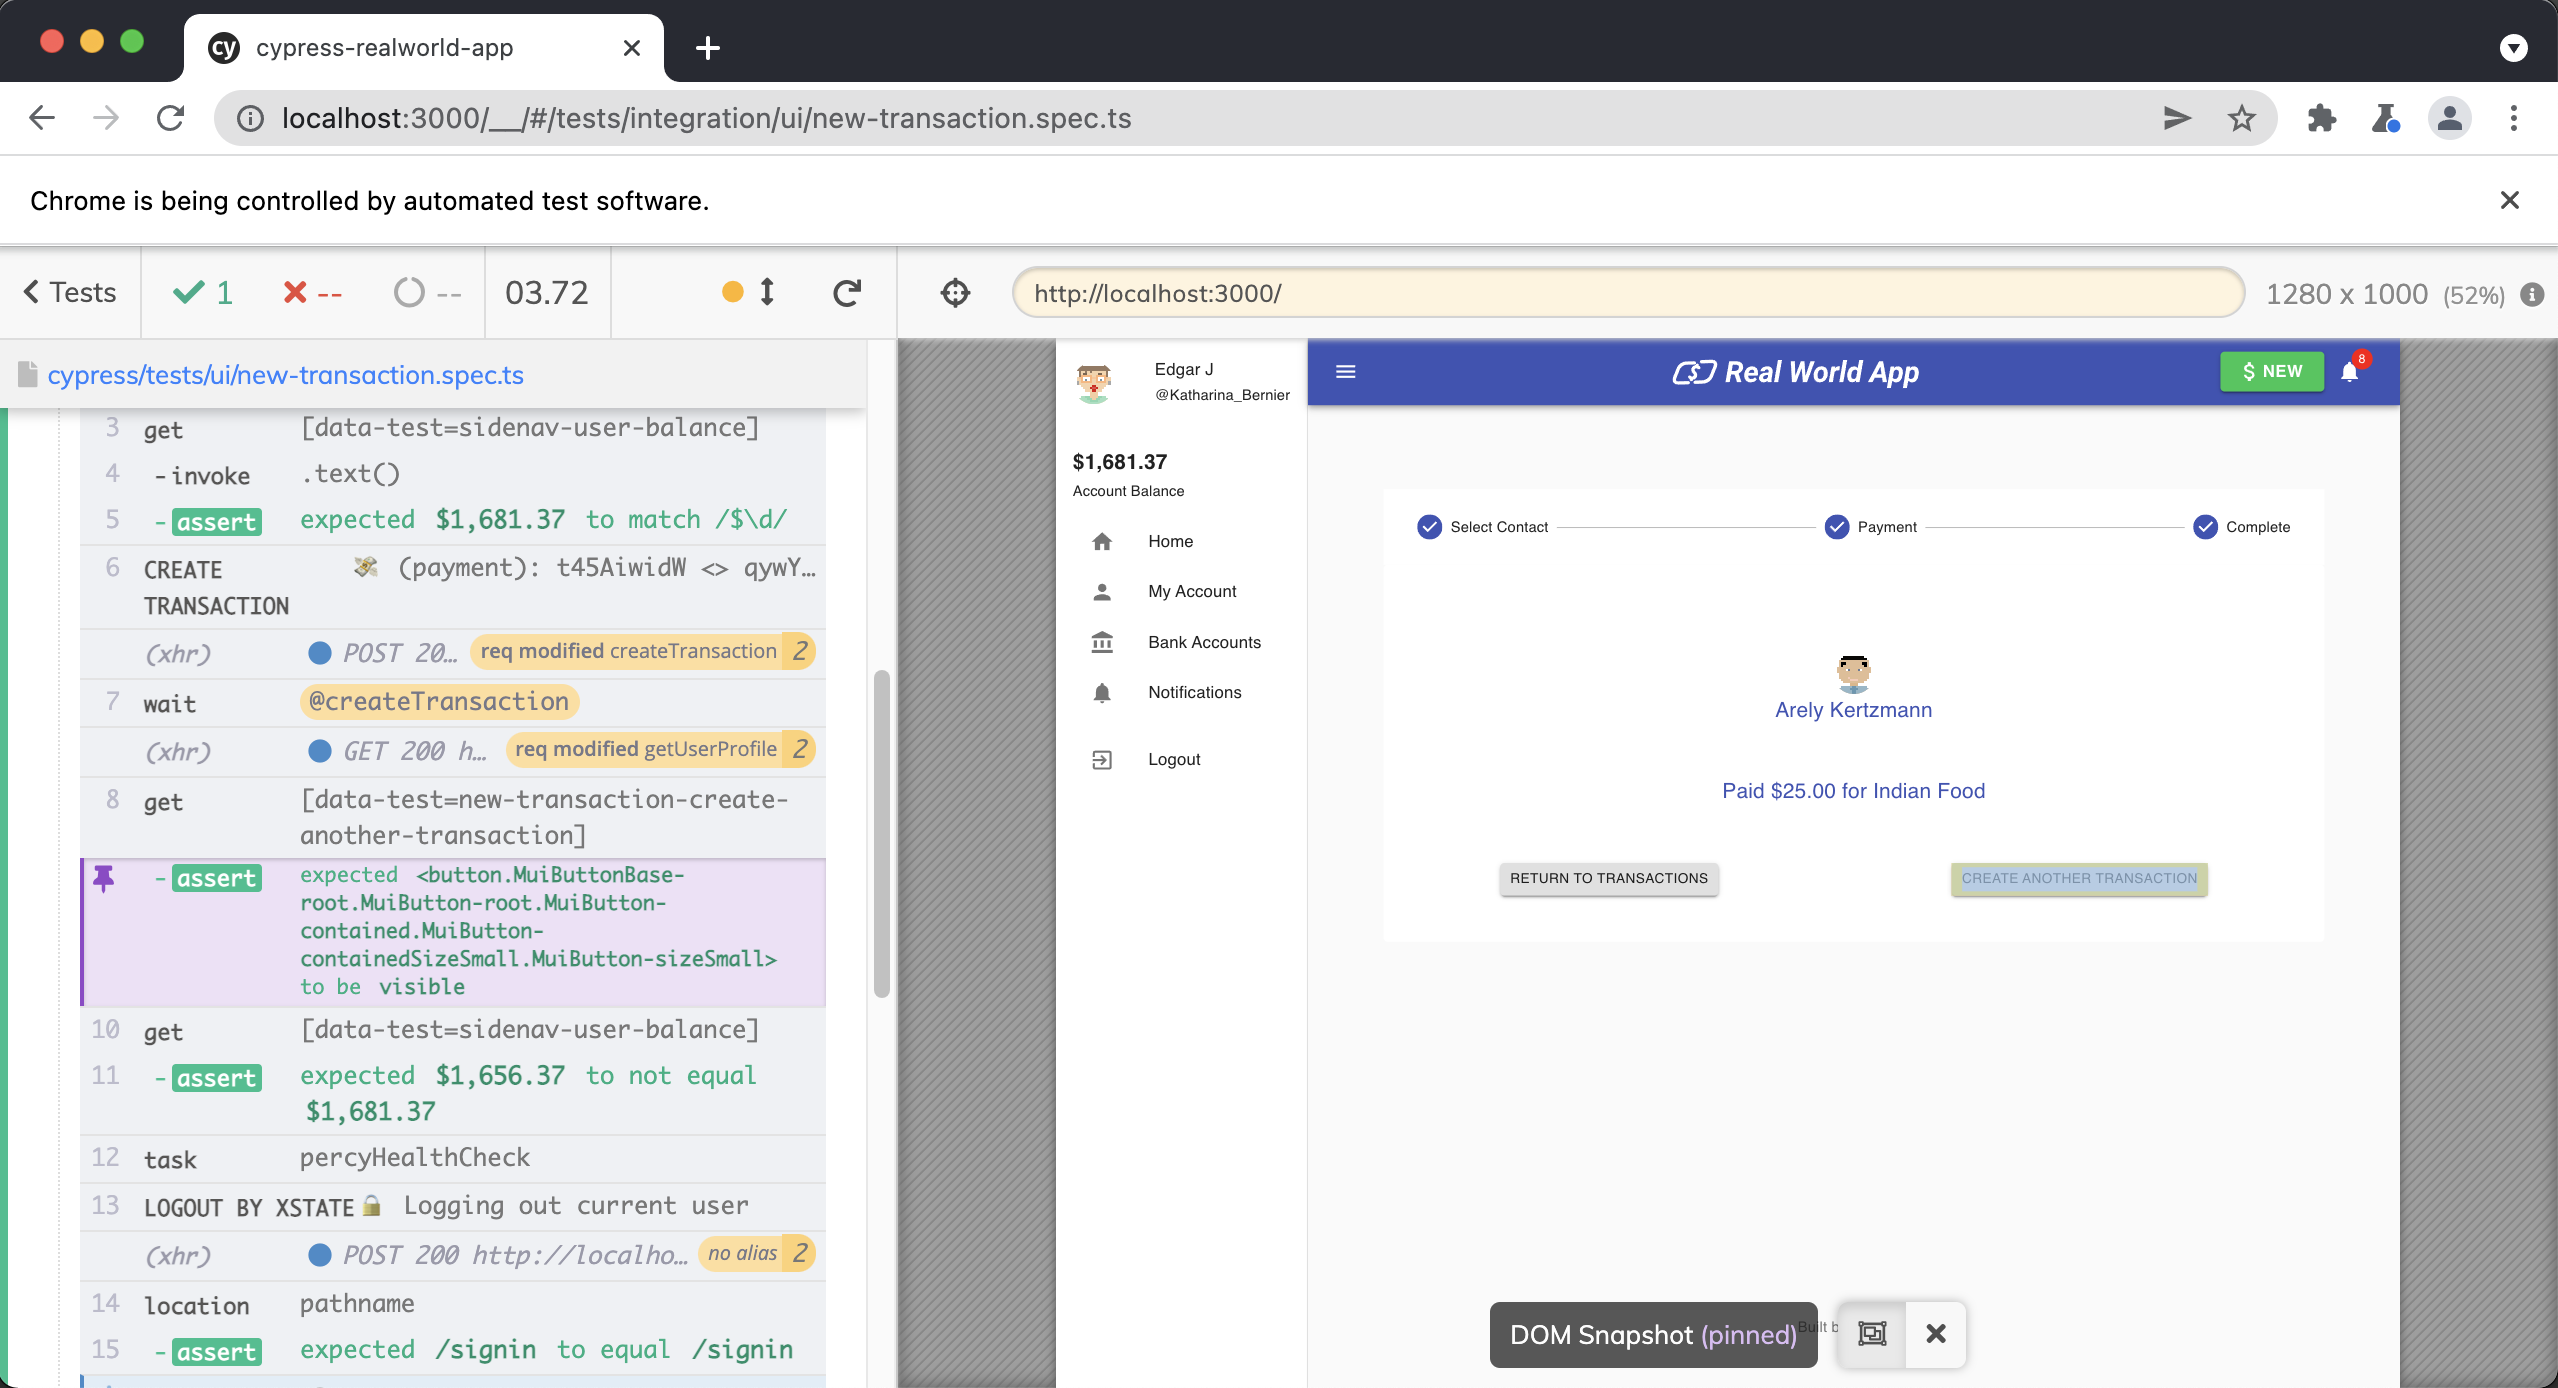 cy cypress-realworld-app
localhost:3000/__/#/tests/integration/ui/new-transaction.spec.ts
Chrome is being controlled by automated test software.
Tests 1 -- -- 03.72
http://localhost:3000/ 1280 x 1000 (52%)
cypress/tests/ui/new-transaction.spec.ts
3 get [data-test=sidenav-user-balance]
4 -invoke .text()
5 -assert expected $1,681.37 to match /$\d/
6 CREATE TRANSACTION 💸 (payment): t45AiwidW <> qywY…
(xhr) POST 20… req modified createTransaction 2
7 wait @createTransaction
(xhr) GET 200 h… req modified getUserProfile 2
8 get [data-test=new-transaction-create-
another-transaction]
-assert expected <button.MuiButtonBase-
root.MuiButton-root.MuiButton-
contained.MuiButton-
containedSizeSmall.MuiButton-sizeSmall>
to be visible
10 get [data-test=sidenav-user-balance]
11 -assert expected $1,656.37 to not equal
$1,681.37
12 task percyHealthCheck
13 LOGOUT BY XSTATE 🔒 Logging out current user
(xhr) POST 200 http://localho… no alias 2
14 location pathname
15 -assert expected /signin to equal /signin
Edgar J
@Katharina_Bernier
$1,681.37
Account Balance
Home
My Account
Bank Accounts
Notifications
Logout
Real World App
$ NEW
8
Select Contact
Payment
Complete
Arely Kertzmann
Paid $25.00 for Indian Food
RETURN TO TRANSACTIONS
CREATE ANOTHER TRANSACTION
DOM Snapshot (pinned)
Built b